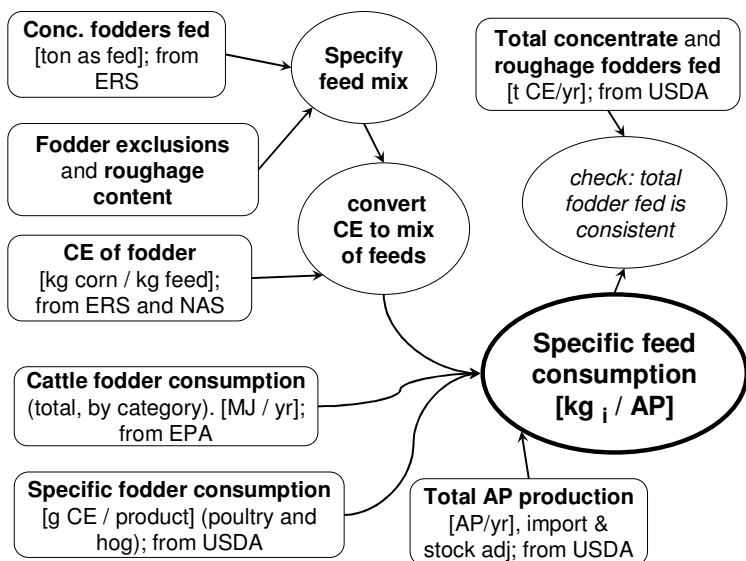 Conc. fodders fed
[ton as fed]; from
ERS
Specify
feed mix
Total concentrate and
roughage fodders fed
[t CE/yr]; from USDA
Fodder exclusions
and roughage
content
check: total
fodder fed is
consistent
convert
CE to mix
of feeds
CE of fodder
[kg corn / kg feed];
from ERS and NAS
Specific feed
consumption
[kg i / AP]
Cattle fodder consumption
(total, by category). [MJ / yr];
from EPA
Specific fodder consumption
[g CE / product] (poultry and
hog); from USDA
Total AP production
[AP/yr], import &
stock adj; from USDA